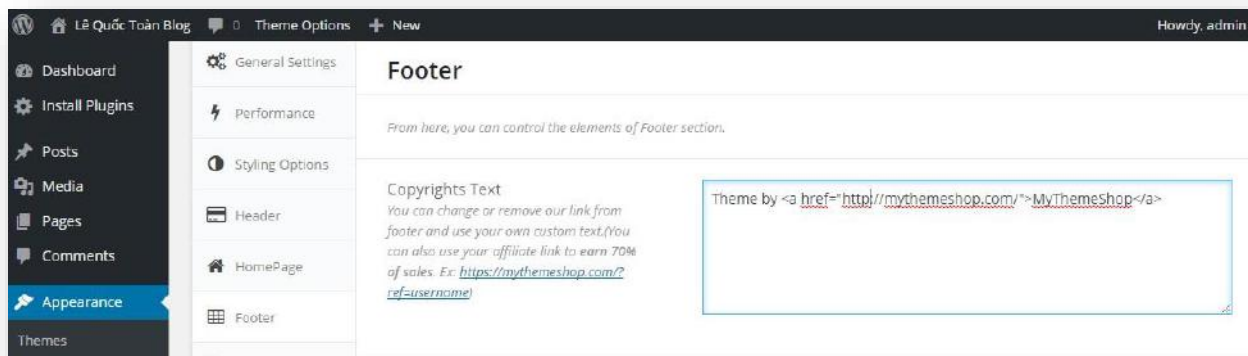 Lê Quốc Toàn Blog 0 Theme Options + New Howdy, admin
Dashboard
Install Plugins
Posts
Media
Pages
Comments
Appearance
Themes
General Settings
Performance
Styling Options
Header
HomePage
Footer
Footer
From here, you can control the elements of Footer section.
Copyrights Text
You can change or remove our link from
footer and use your own custom text.(You
can also use your affiliate link to earn 70%
of sales. Ex: https://mythemeshop.com/?
ref=username)
Theme by <a href="http://mythemeshop.com/">MyThemeShop</a>